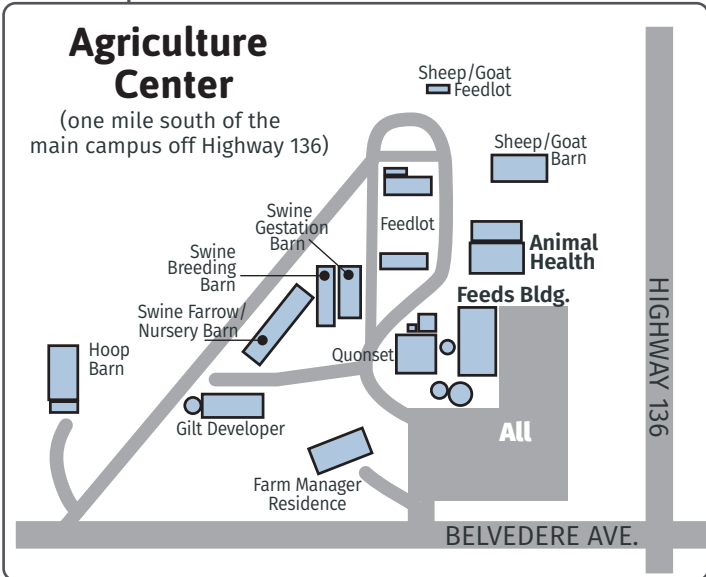 Agriculture
Center
(one mile south of the
main campus off Highway 136)
Sheep/Goat
Feedlot
Sheep/Goat
Barn
Swine
Gestation
Barn
Feedlot
Swine
Breeding
Barn
Animal
Health
Swine Farrow/
Nursery Barn
Feeds Bldg.
HIGHWAY 136
Hoop
Barn
Quonset
Gilt Developer
All
Farm Manager
Residence
BELVEDERE AVE.